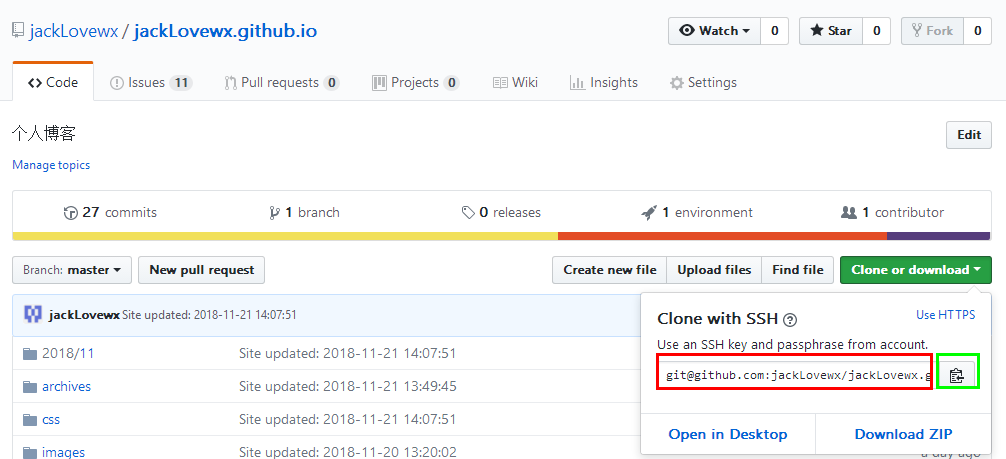 jackLovewx / jackLovewx.github.io
Watch 0 Star 0 Fork 0
Code Issues 11 Pull requests 0 Projects 0 Wiki Insights Settings
个人博客 Edit
Manage topics
27 commits 1 branch 0 releases 1 environment 1 contributor
Branch: master New pull request Create new file Upload files Find file Clone or download
jackLovewx Site updated: 2018-11-21 14:07:51
Clone with SSH ? Use HTTPS
Use an SSH key and passphrase from account.
2018/11 Site updated: 2018-11-21 14:07:51
git@github.com:jackLovewx/jackLovewx.g
archives Site updated: 2018-11-21 13:49:45
css Site updated: 2018-11-21 14:07:51
Open in Desktop Download ZIP
images Site updated: 2018-11-20 13:20:02 a day ago